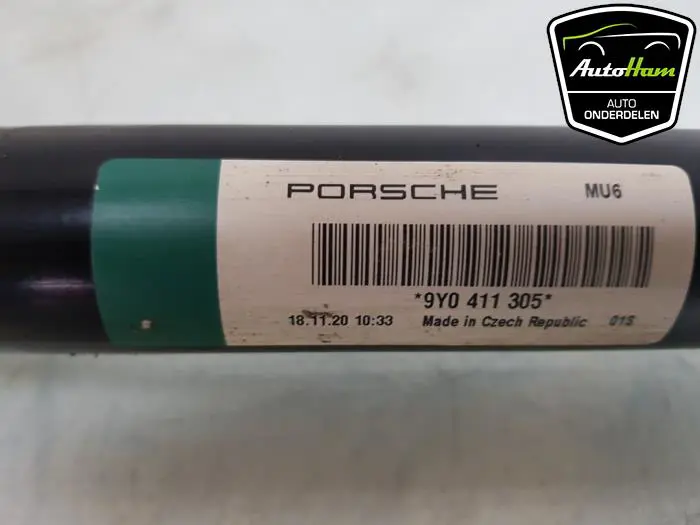 AutoHam
AUTO
ONDERDELEN
PORSCHE MU6
*9Y0 411 305*
18.11.20 10:33 Made in Czech Republic 01S